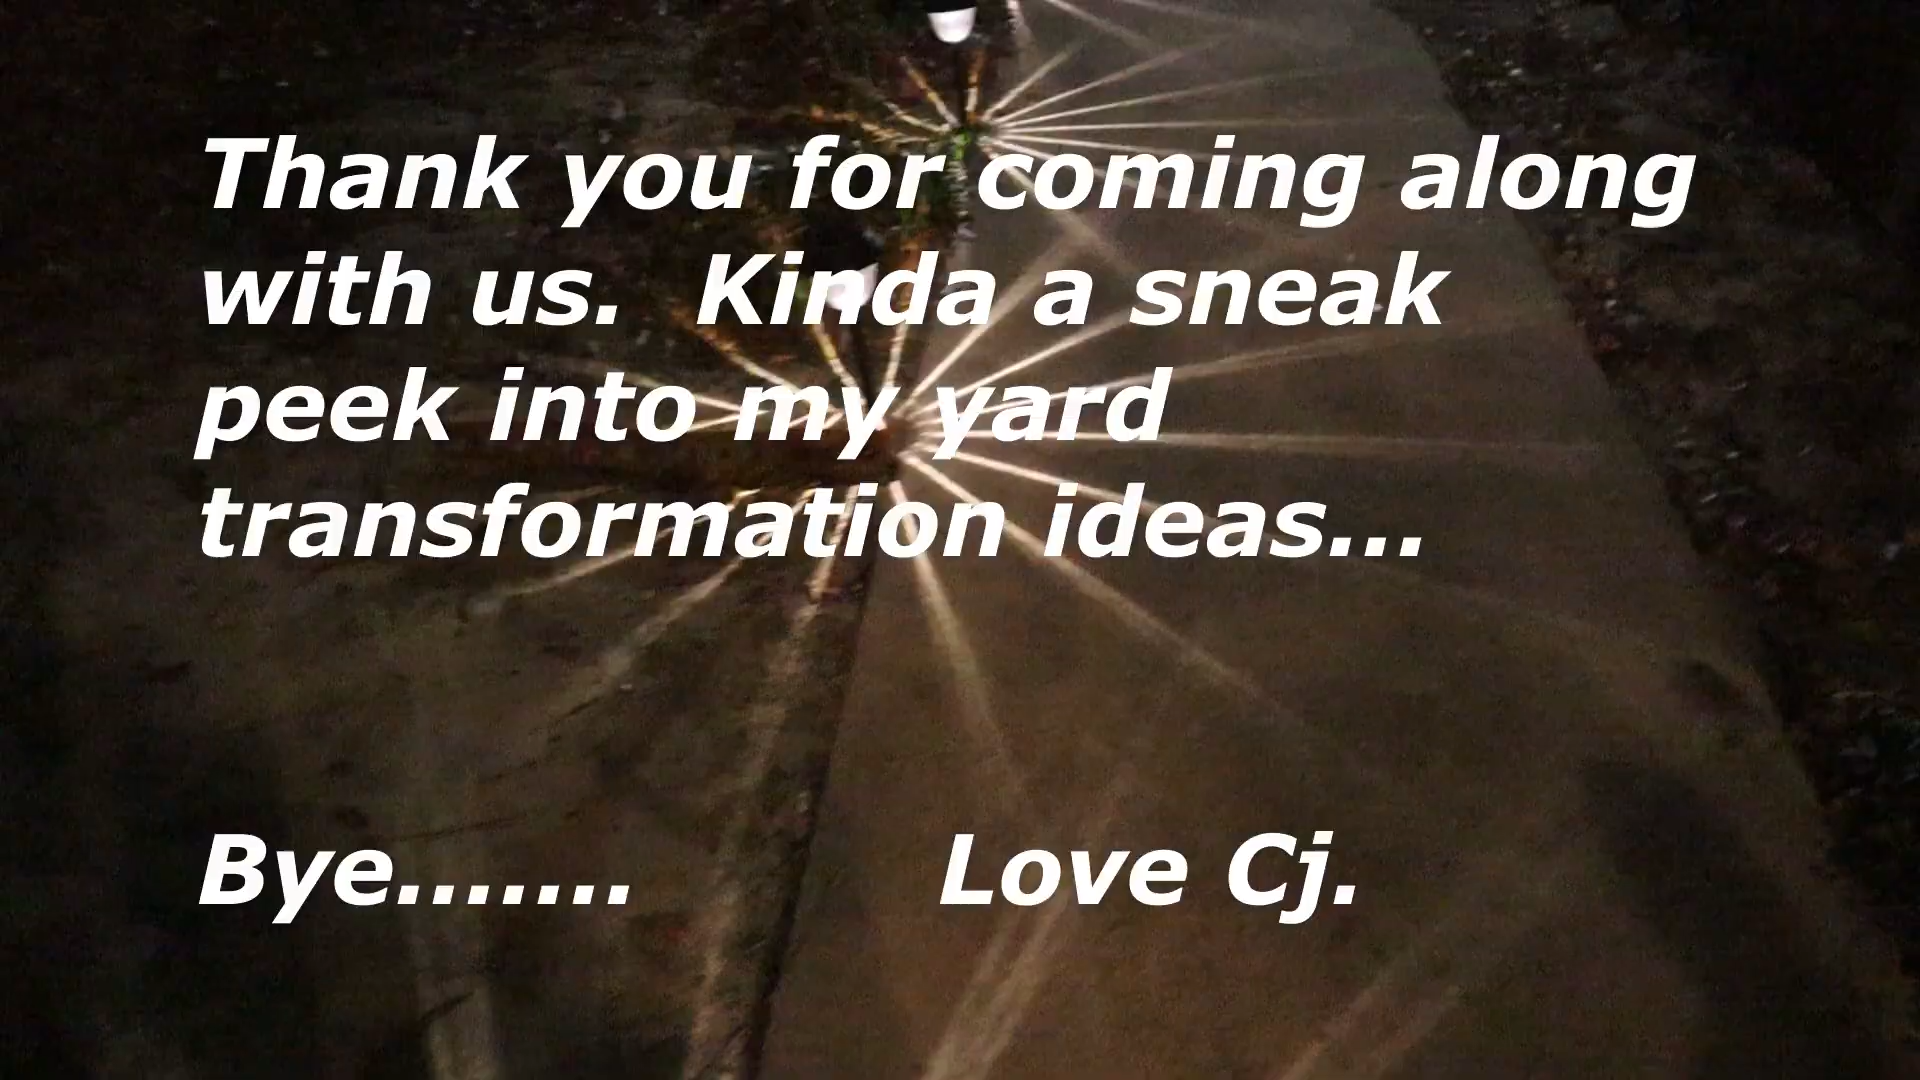 Thank you for coming along
with us.  Kinda a sneak
peek into my yard
transformation ideas...
Bye.......                Love Cj.